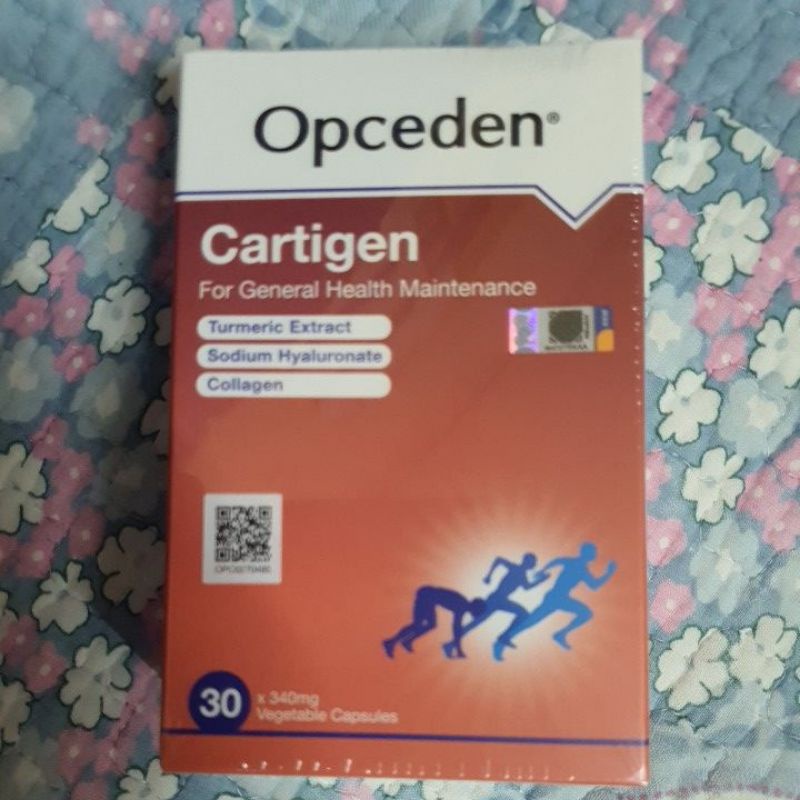 Opceden®
Cartigen
For General Health Maintenance
Turmeric Extract
Sodium Hyaluronate
Collagen
30
x 340mg
Vegetable Capsules